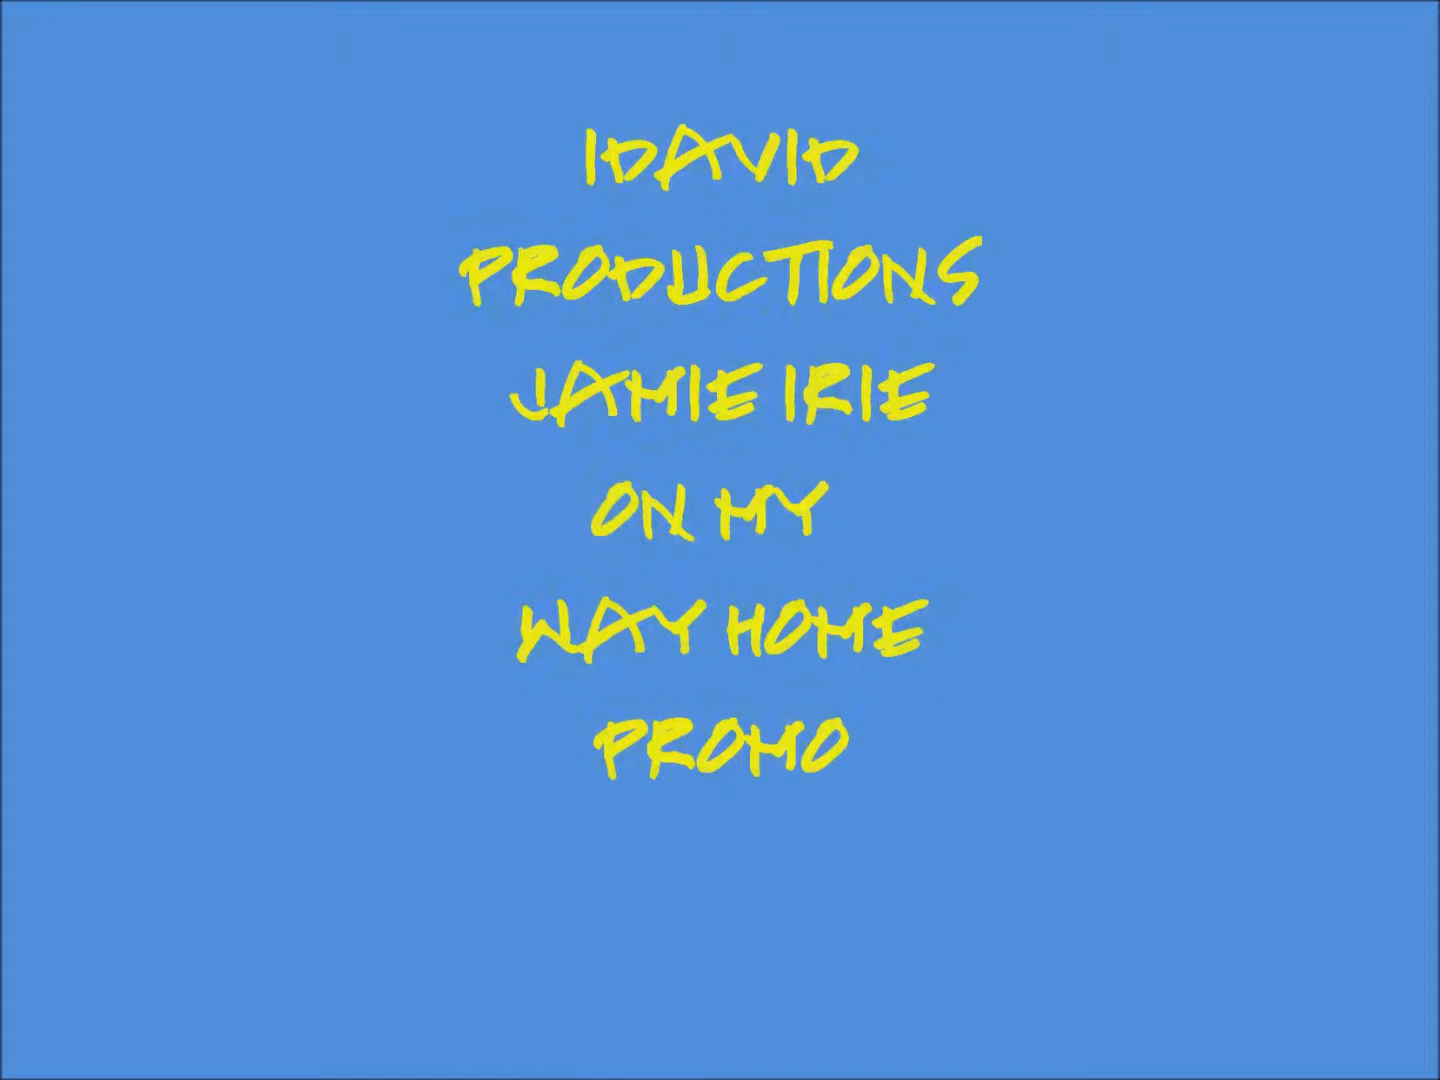 IDAVID
PRODUCTIONS
JAMIE IRIE
ON MY
WAY HOME
PROMO